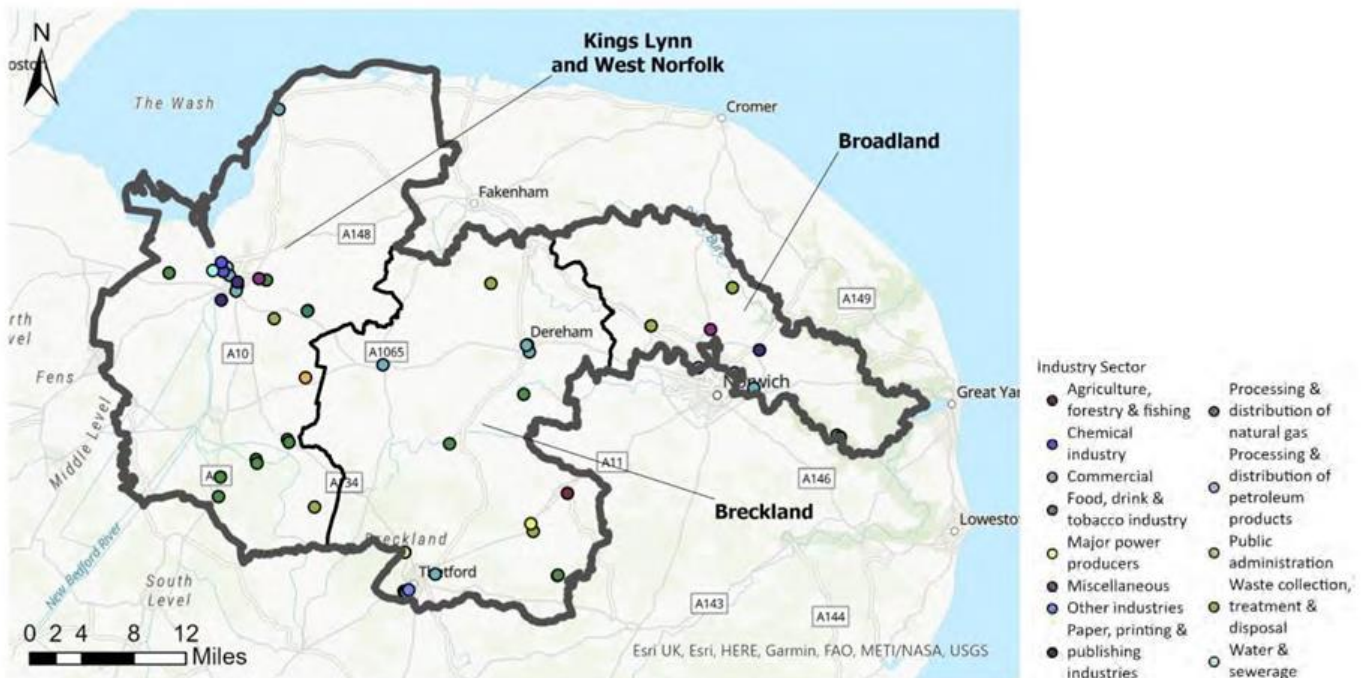 N
Kings Lynn
and West Norfolk
The Wash
Cromer
Broadland
Fakenham
A148
A149
Dereham
A1065
A10
Fens
Norwich
Middle Level
A11
A146
Breckland
Lowestof
Breckland
Thetford
New Bedford River
South
Level
A143
A144
0 2 4 8 12
Miles
Esri UK, Esri, HERE, Garmin, FAO, METI/NASA, USGS
Industry Sector
Agriculture,
forestry & fishing
Chemical
industry
Commercial
Food, drink &
tobacco industry
Major power
producers
Miscellaneous
Other industries
Paper, printing &
publishing
industries
Processing &
distribution of
natural gas
Processing &
distribution of
petroleum
products
Public
administration
Waste collection,
treatment &
disposal
Water &
sewerage